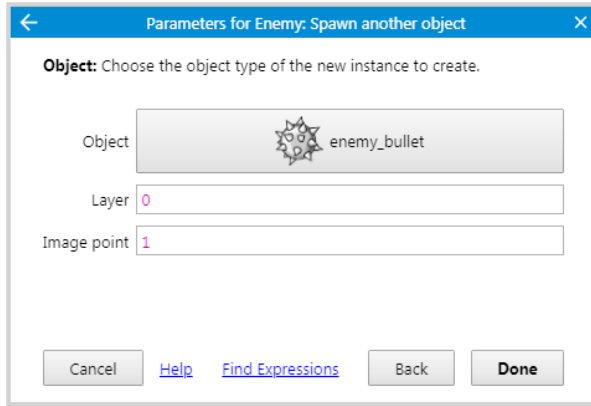 Parameters for Enemy: Spawn another object
Object: Choose the object type of the new instance to create.
Object enemy_bullet
Layer 0
Image point 1
Cancel Help Find Expressions Back Done